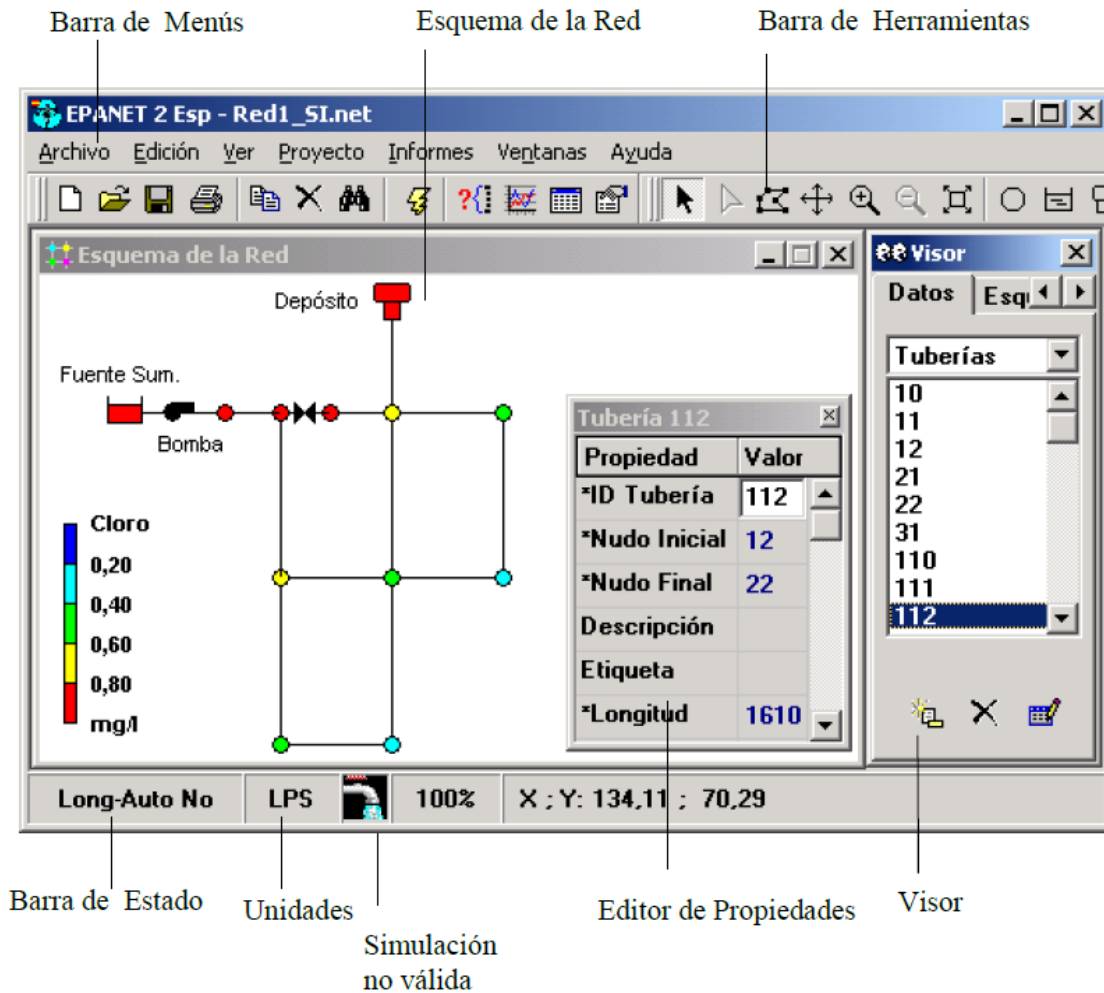 Barra de Menús
Esquema de la Red
Barra de Herramientas
EPANET 2 Esp - Red1_SI.net
Archivo Edición Ver Proyecto Informes Ventanas Ayuda
?{
Esquema de la Red
Depósito
Fuente Sum.
Bomba
Cloro
0,20
0,40
0,60
0,80
mg/l
Tubería 112
Propiedad Valor
*ID Tubería 112
*Nudo Inicial 12
*Nudo Final 22
Descripción
Etiqueta
*Longitud 1610
Visor
Datos Esqu
Tuberías
10
11
12
21
22
31
110
111
112
Long-Auto No LPS 100% X ; Y: 134,11 ; 70,29
Barra de Estado
Unidades
Simulación
no válida
Editor de Propiedades
Visor